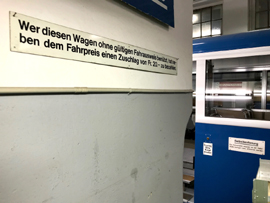 Wer diesen Wagen ohne gültigen Fahrausweis benützt, hat ne-
ben dem Fahrpreis einen Zuschlag von Fr. 20.- zu bezahlen